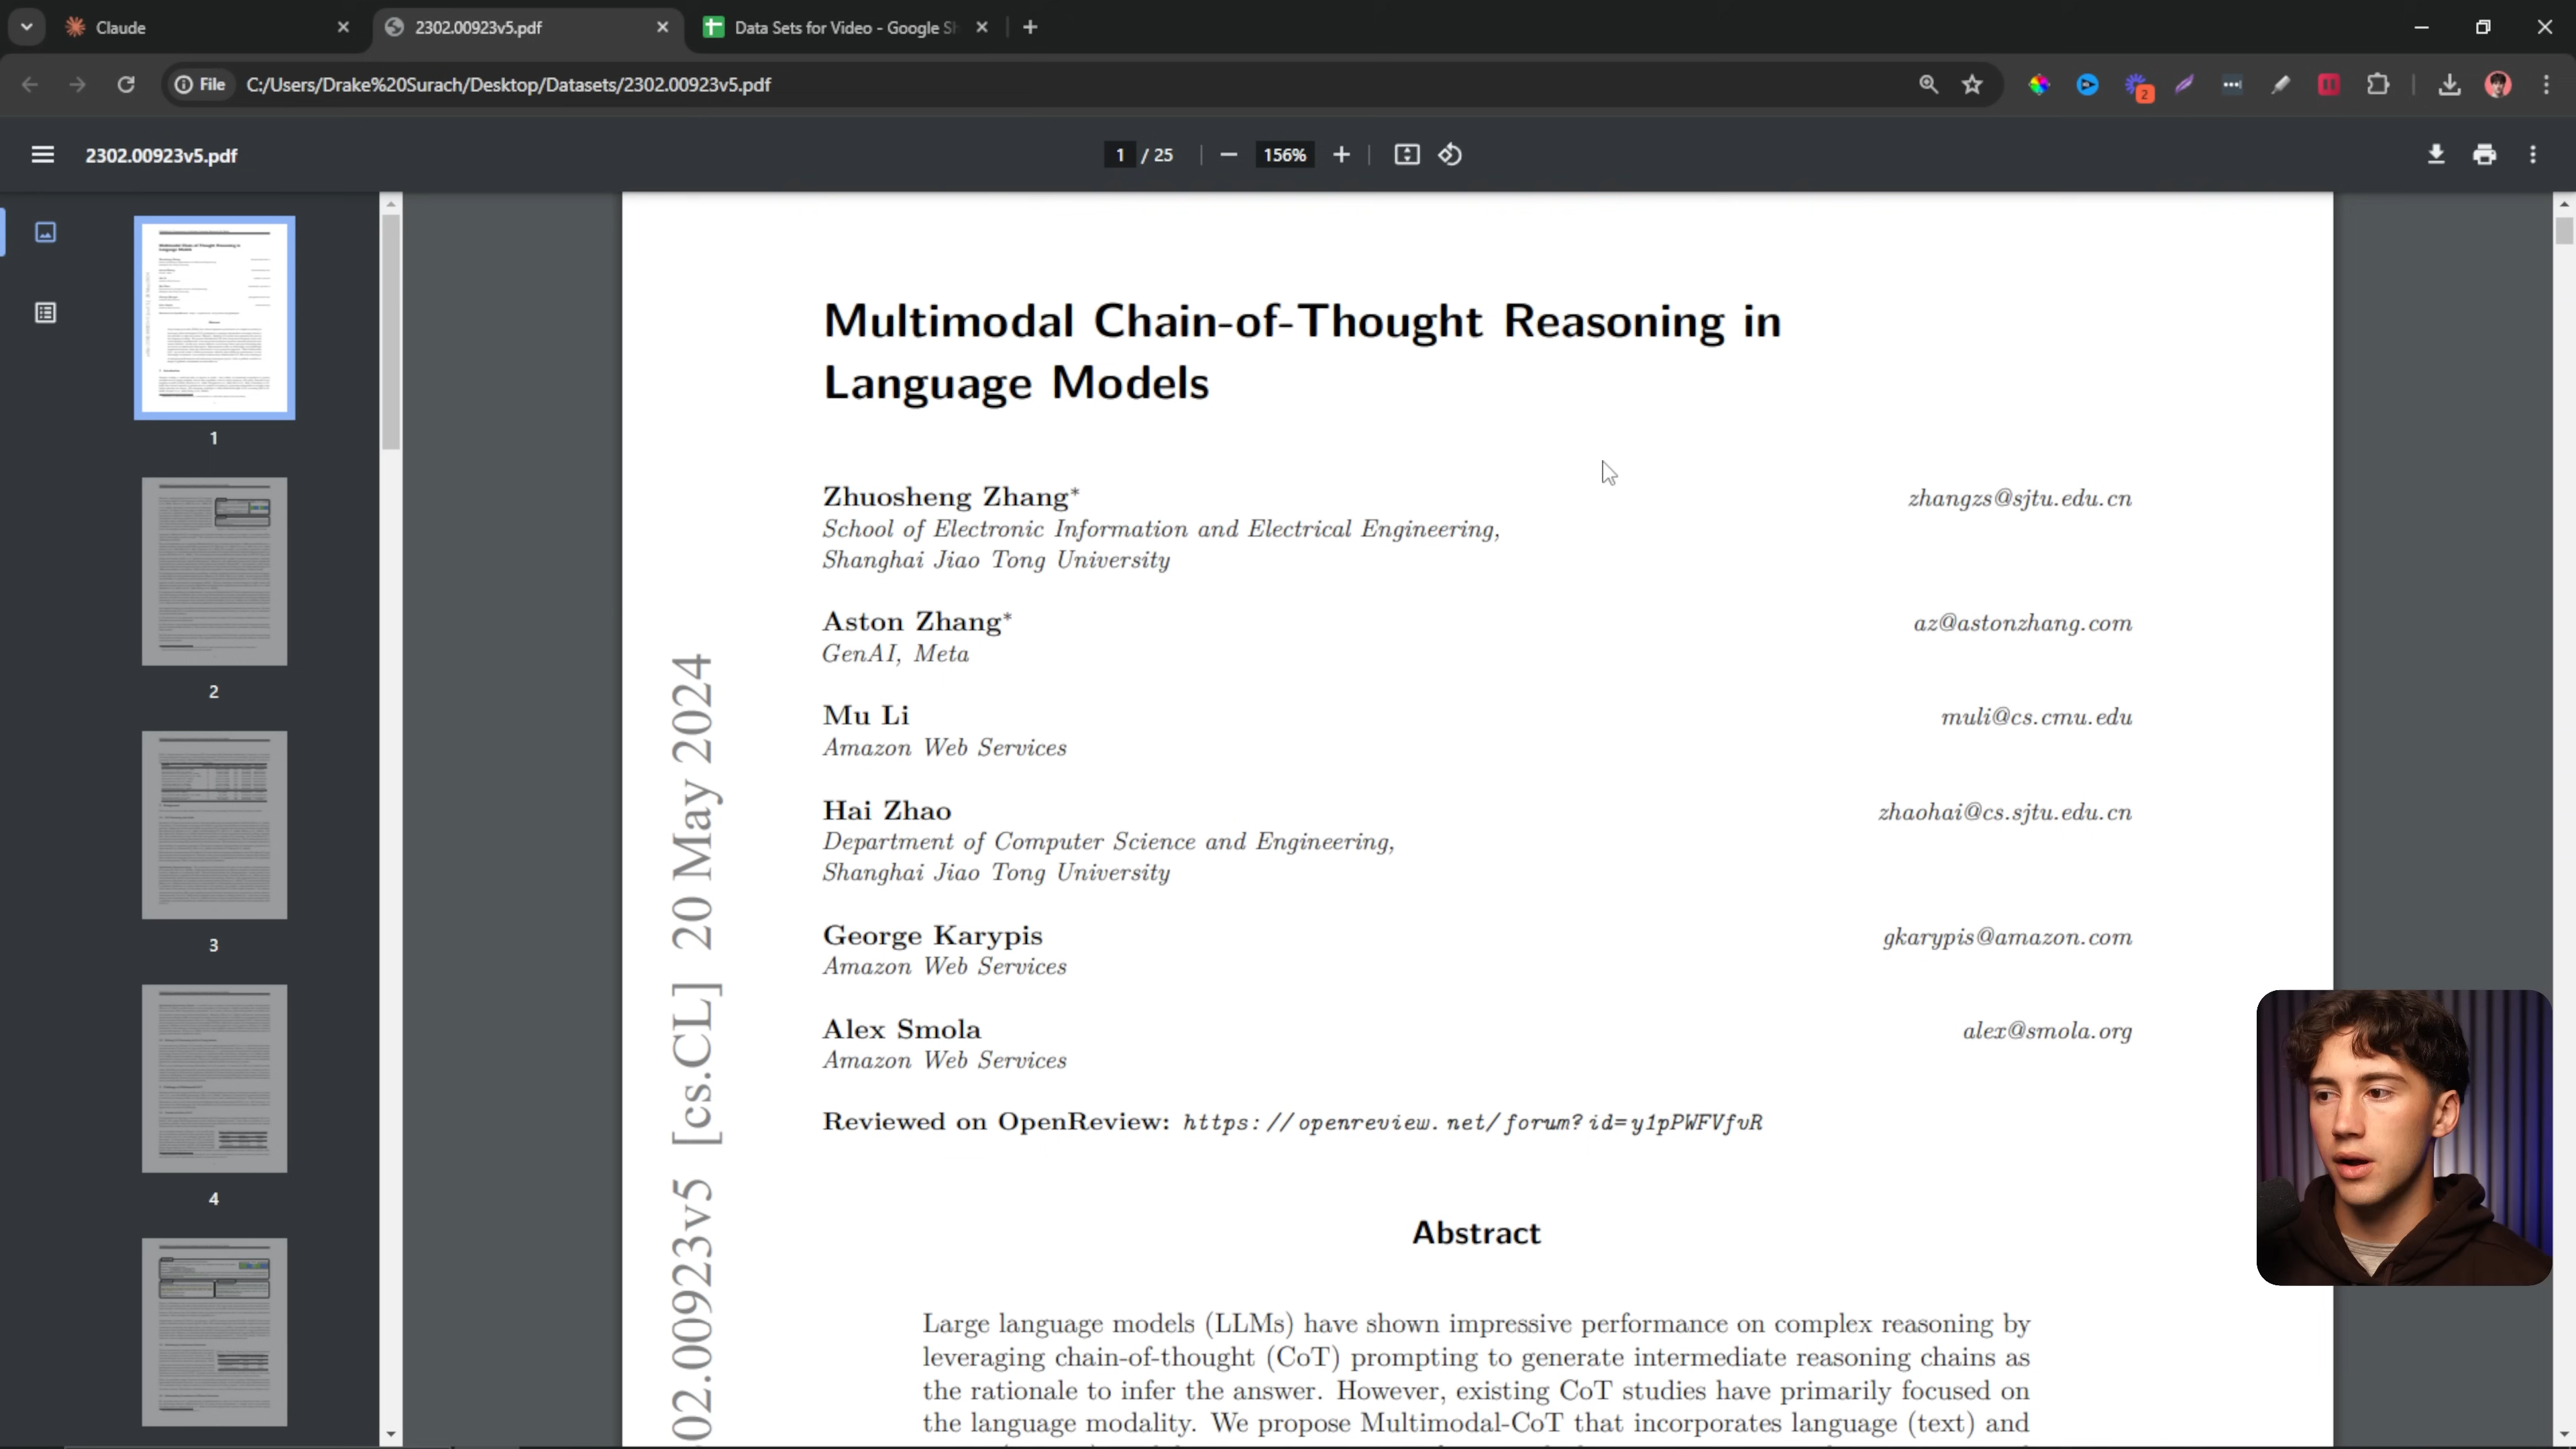 Claude
2302.00923v5.pdf
Data Sets for Video - Google Sh
File
C:/Users/Drake%20Surach/Desktop/Datasets/2302.00923v5.pdf
2
2302.00923v5.pdf
1 / 25
156%
1
2
3
4
Multimodal Chain-of-Thought Reasoning in
Language Models
Zhuosheng Zhang* zhangzs@sjtu.edu.cn
School of Electronic Information and Electrical Engineering,
Shanghai Jiao Tong University
Aston Zhang* az@astonzhang.com
GenAI, Meta
Mu Li muli@cs.cmu.edu
Amazon Web Services
Hai Zhao zhaohai@cs.sjtu.edu.cn
Department of Computer Science and Engineering,
Shanghai Jiao Tong University
George Karypis gkarypis@amazon.com
Amazon Web Services
Alex Smola alex@smola.org
Amazon Web Services
Reviewed on OpenReview: https://openreview.net/forum?id=y1pPWFVfvR
02.00923v5 [cs.CL] 20 May 2024
Abstract
Large language models (LLMs) have shown impressive performance on complex reasoning by
leveraging chain-of-thought (CoT) prompting to generate intermediate reasoning chains as
the rationale to infer the answer. However, existing CoT studies have primarily focused on
the language modality. We propose Multimodal-CoT that incorporates language (text) and